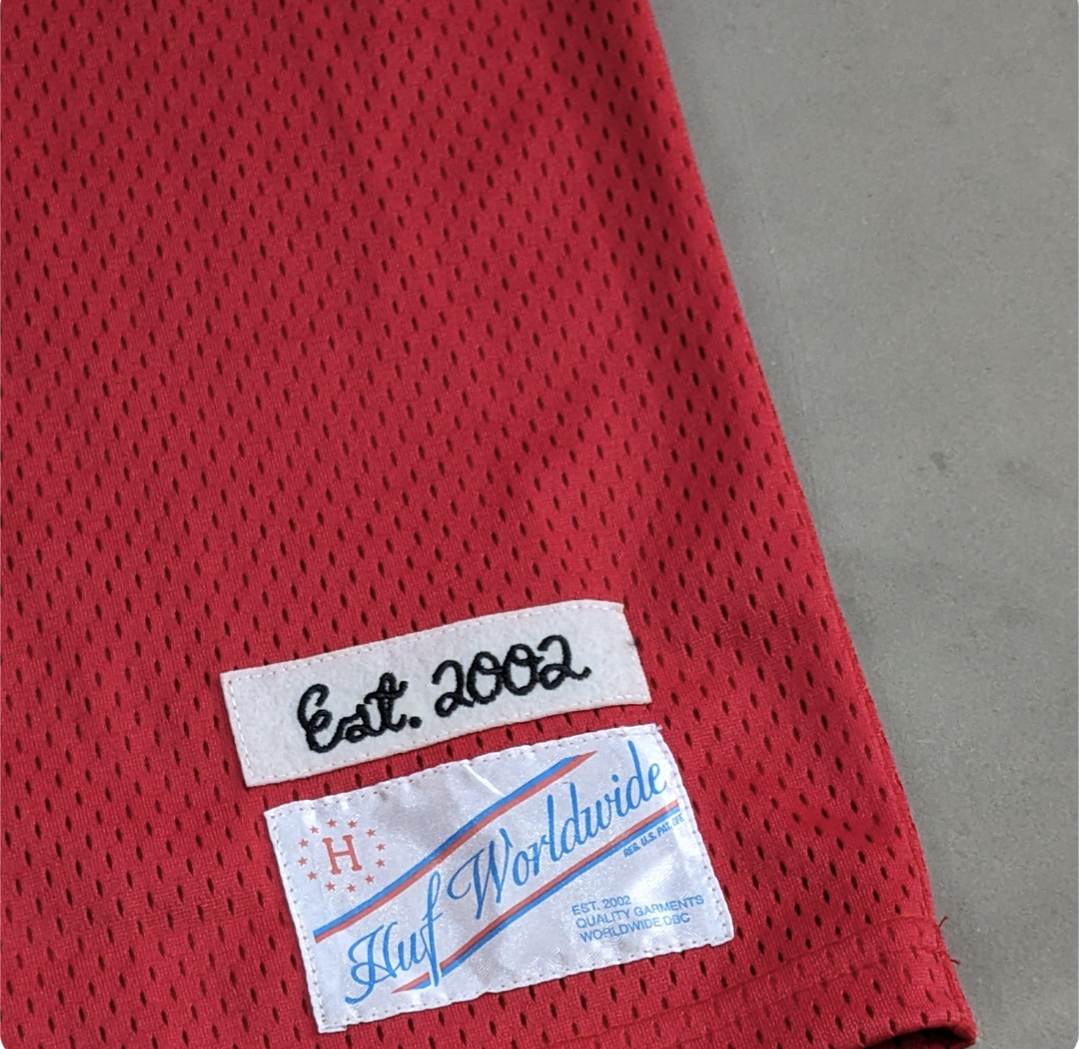 Est. 2002
H
Huf Worldwide
REG. U.S. PAT. OFF.
EST. 2002
QUALITY GARMENTS
WORLDWIDE DBC